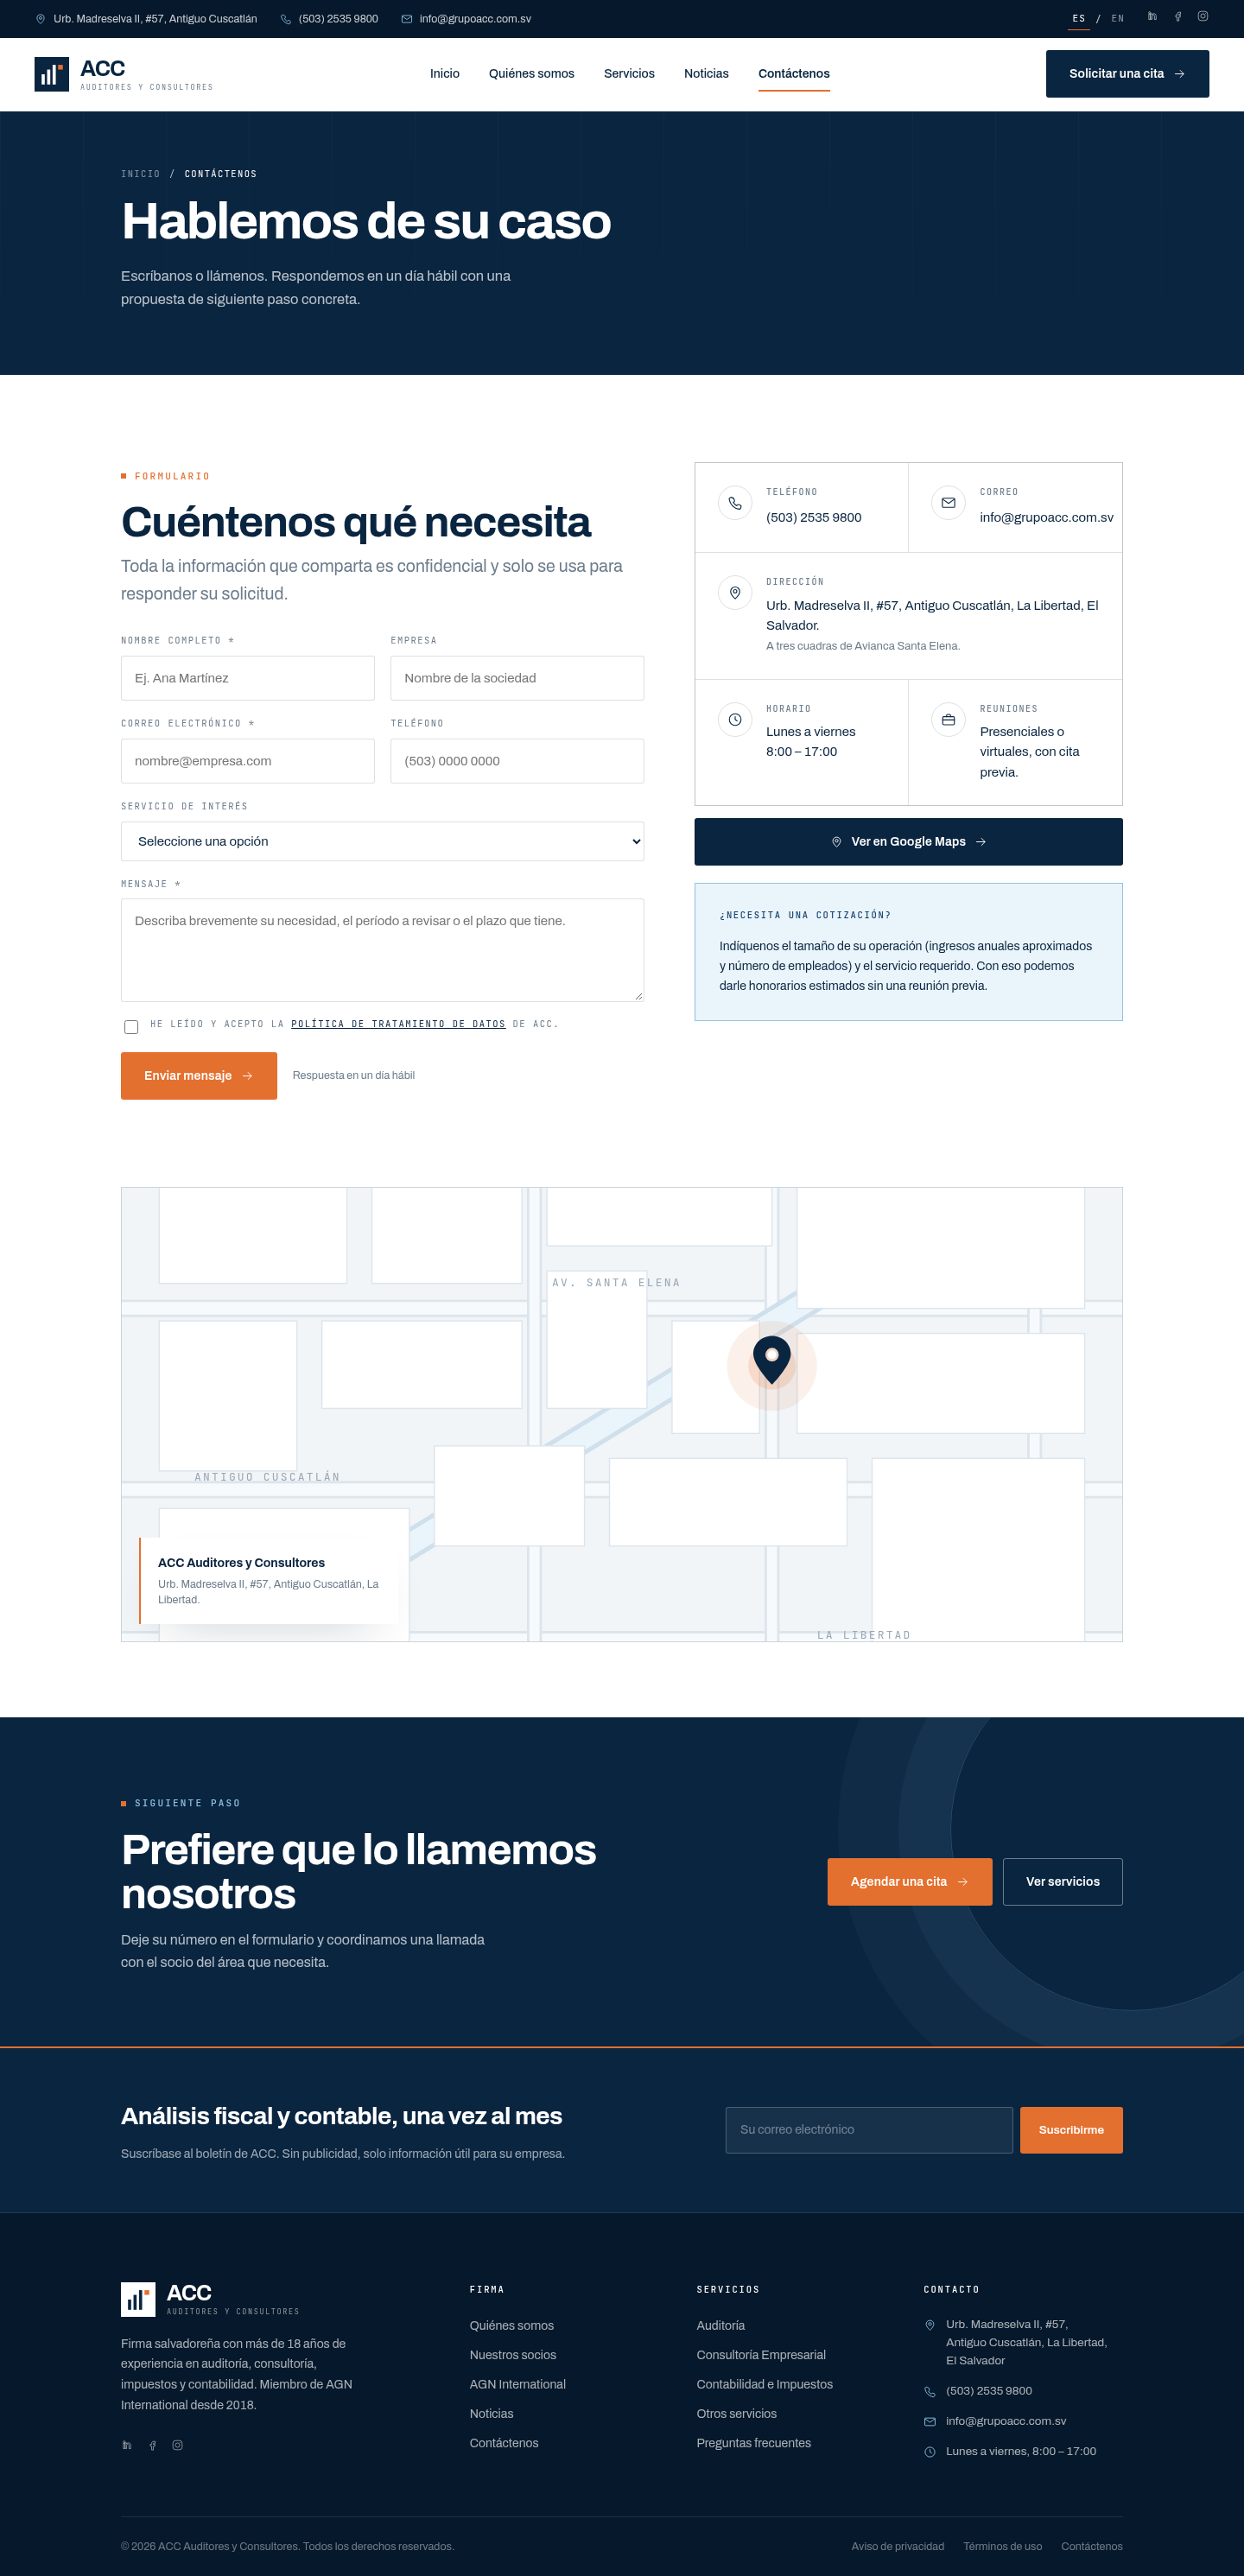 Urb. Madreselva II, #57, Antiguo Cuscatlán (503) 2535 9800 info@grupoacc.com.sv ES / EN
ACC
AUDITORES Y CONSULTORES
Inicio Quiénes somos Servicios Noticias Contáctenos
Solicitar una cita →
INICIO / CONTÁCTENOS
Hablemos de su caso
Escríbanos o llámenos. Respondemos en un día hábil con una
propuesta de siguiente paso concreta.
FORMULARIO
Cuéntenos qué necesita
Toda la información que comparta es confidencial y solo se usa para
responder su solicitud.
NOMBRE COMPLETO * EMPRESA
Ej. Ana Martínez Nombre de la sociedad
CORREO ELECTRÓNICO * TELÉFONO
nombre@empresa.com (503) 0000 0000
SERVICIO DE INTERÉS
Seleccione una opción
MENSAJE *
Describa brevemente su necesidad, el período a revisar o el plazo que tiene.
HE LEÍDO Y ACEPTO LA POLÍTICA DE TRATAMIENTO DE DATOS DE ACC.
Enviar mensaje → Respuesta en un día hábil
TELÉFONO
(503) 2535 9800
CORREO
info@grupoacc.com.sv
DIRECCIÓN
Urb. Madreselva II, #57, Antiguo Cuscatlán, La Libertad, El
Salvador.
A tres cuadras de Avianca Santa Elena.
HORARIO
Lunes a viernes
8:00 – 17:00
REUNIONES
Presenciales o
virtuales, con cita
previa.
Ver en Google Maps →
¿NECESITA UNA COTIZACIÓN?
Indíquenos el tamaño de su operación (ingresos anuales aproximados
y número de empleados) y el servicio requerido. Con eso podemos
darle honorarios estimados sin una reunión previa.
AV. SANTA ELENA
ANTIGUO CUSCATLÁN
ACC Auditores y Consultores
Urb. Madreselva II, #57, Antiguo Cuscatlán, La
Libertad.
LA LIBERTAD
SIGUIENTE PASO
Prefiere que lo llamemos
nosotros
Deje su número en el formulario y coordinamos una llamada
con el socio del área que necesita.
Agendar una cita → Ver servicios
Análisis fiscal y contable, una vez al mes
Suscríbase al boletín de ACC. Sin publicidad, solo información útil para su empresa.
Su correo electrónico Suscribirme
ACC
AUDITORES Y CONSULTORES
Firma salvadoreña con más de 18 años de
experiencia en auditoría, consultoría,
impuestos y contabilidad. Miembro de AGN
International desde 2018.
FIRMA
Quiénes somos
Nuestros socios
AGN International
Noticias
Contáctenos
SERVICIOS
Auditoría
Consultoría Empresarial
Contabilidad e Impuestos
Otros servicios
Preguntas frecuentes
CONTACTO
Urb. Madreselva II, #57,
Antiguo Cuscatlán, La Libertad,
El Salvador
(503) 2535 9800
info@grupoacc.com.sv
Lunes a viernes, 8:00 – 17:00
© 2026 ACC Auditores y Consultores. Todos los derechos reservados.
Aviso de privacidad Términos de uso Contáctenos